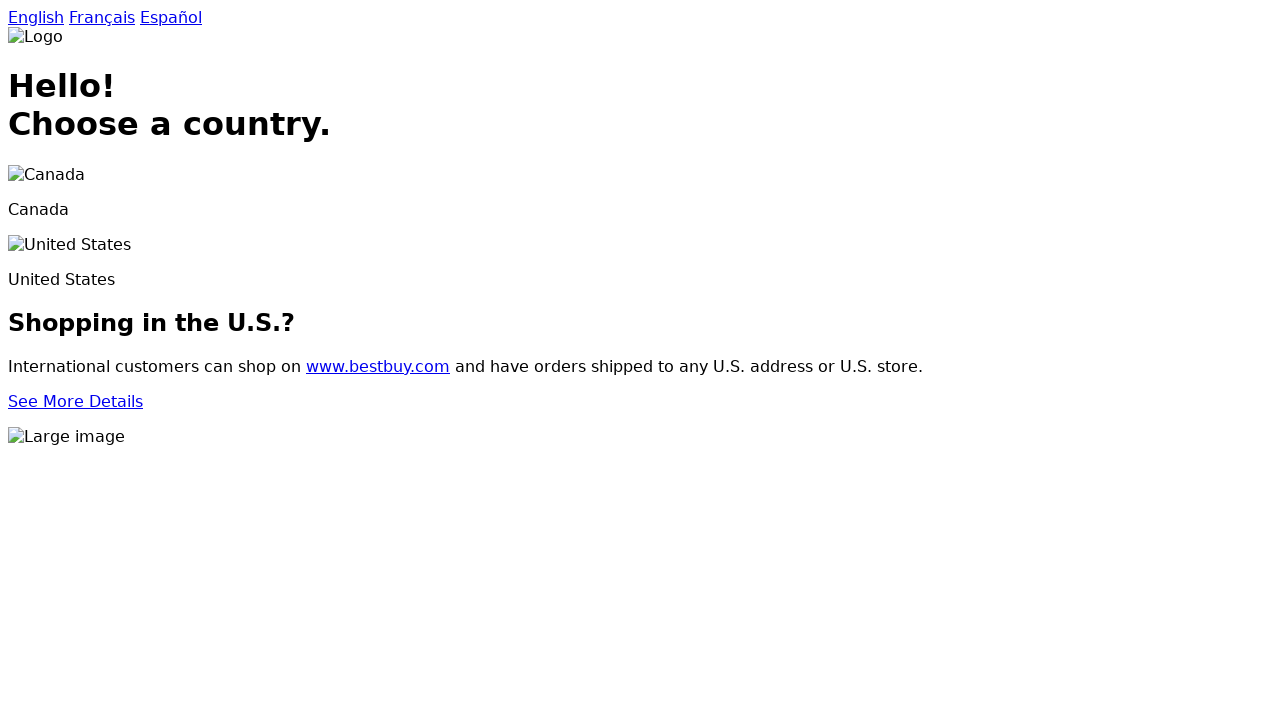 English Français Español
Logo
Hello!
Choose a country.
Canada
Canada
United States
United States
Shopping in the U.S.?
International customers can shop on www.bestbuy.com and have orders shipped to any U.S. address or U.S. store.
See More Details
Large image